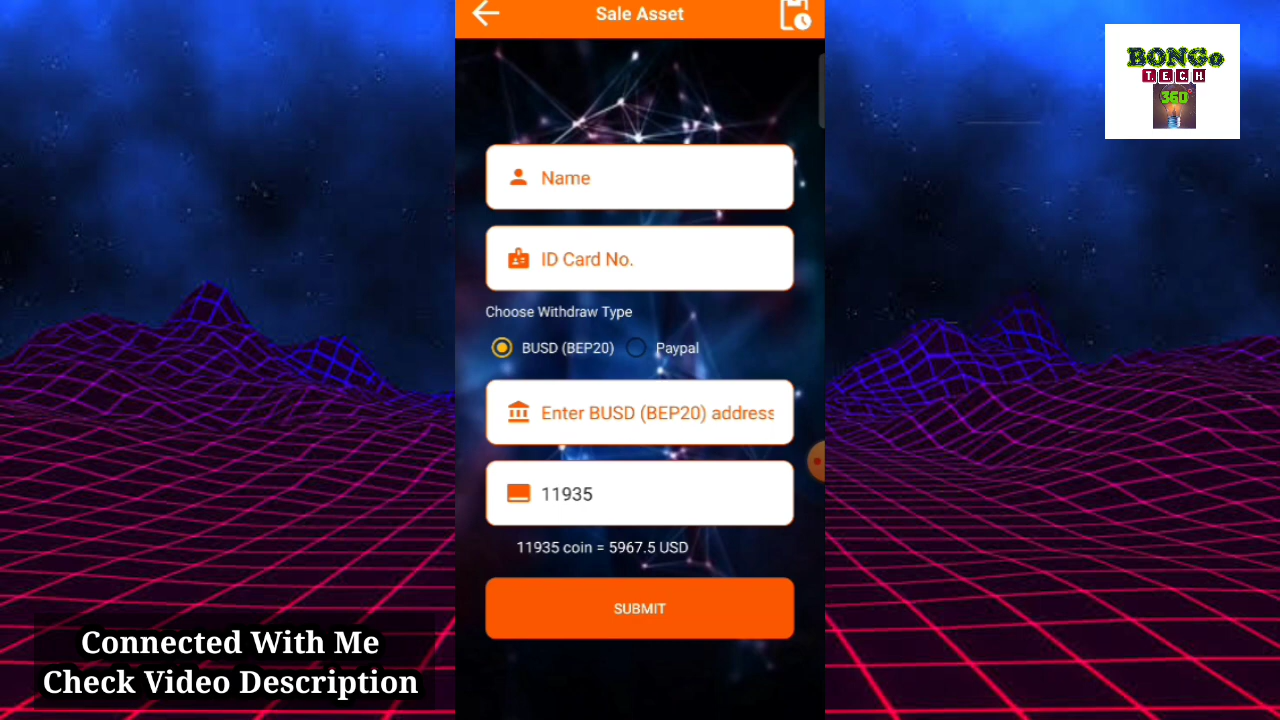 Sale Asset
BONGo
T.E.C.H
360°
Name
ID Card No.
Choose Withdraw Type
BUSD (BEP20) Paypal
Enter BUSD (BEP20) address
11935
11935 coin = 5967.5 USD
SUBMIT
Connected With Me
Check Video Description